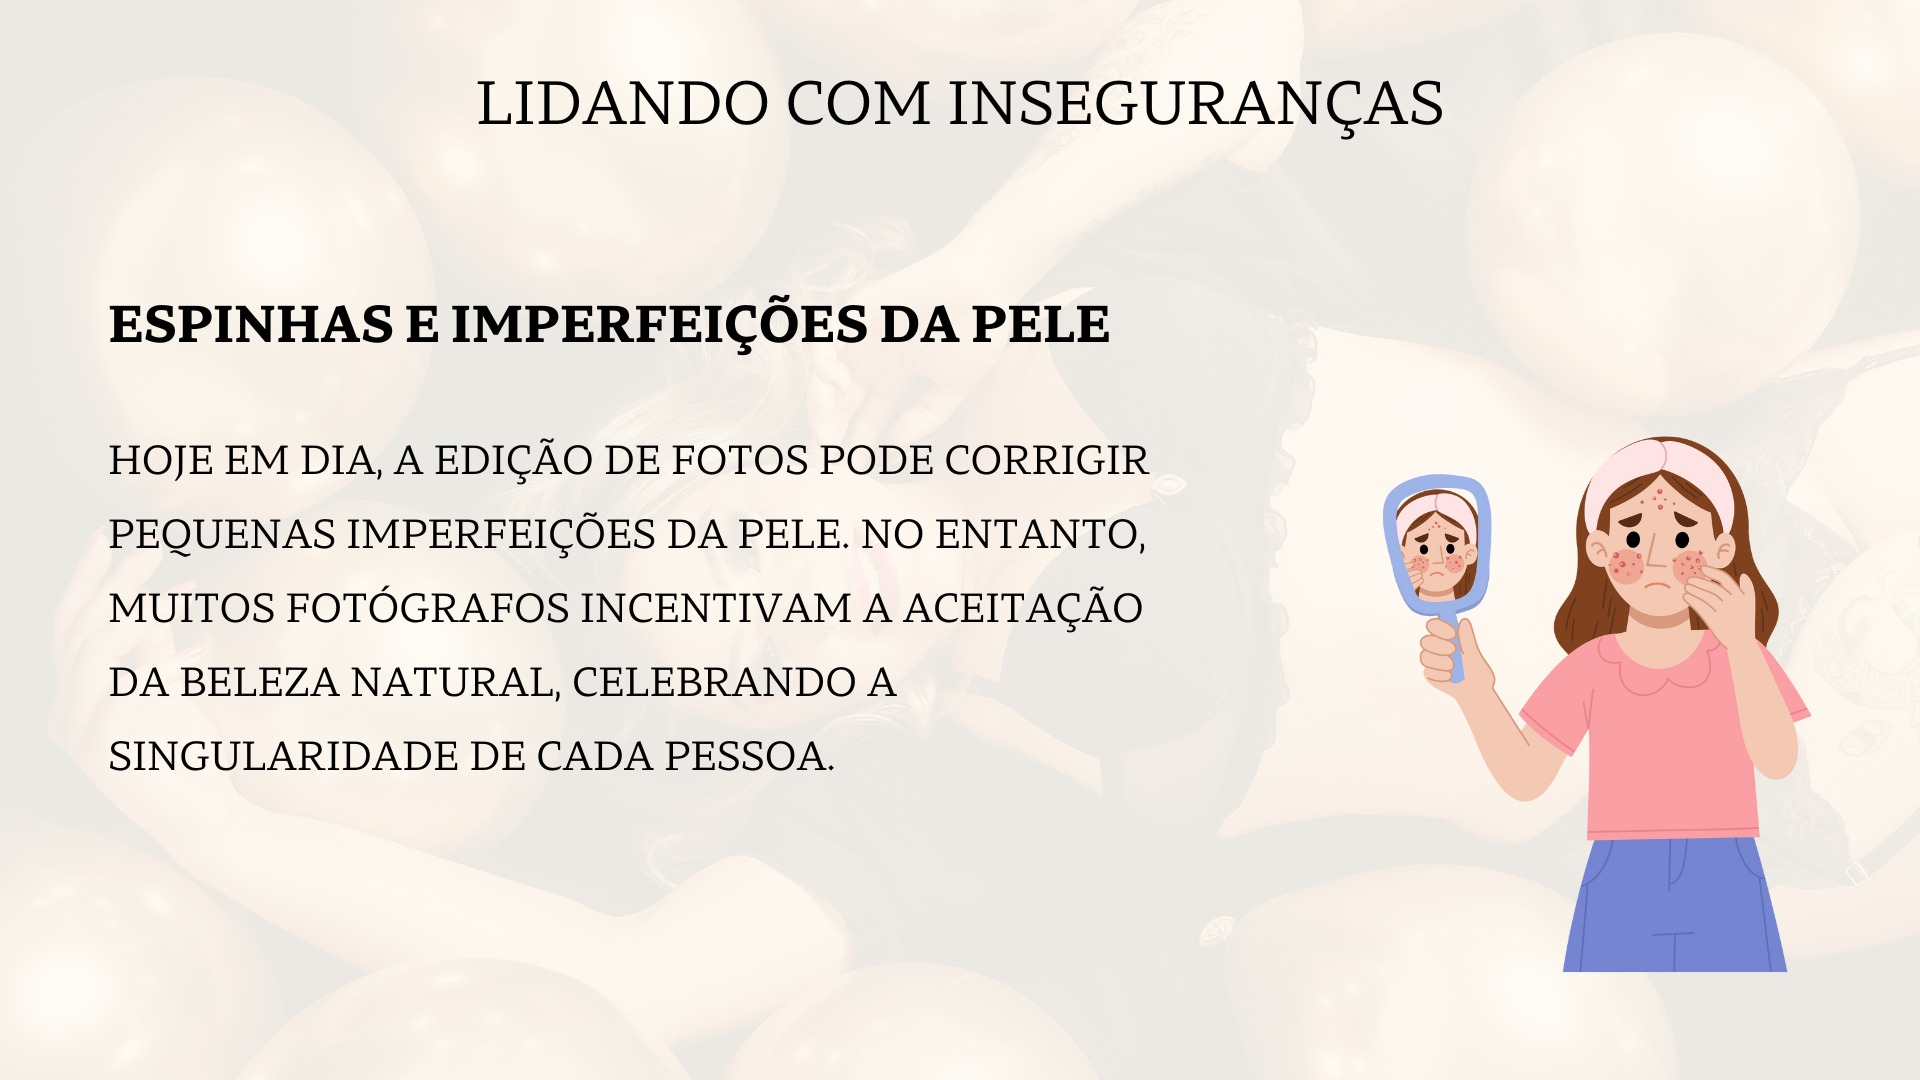 LIDANDO COM INSEGURANÇAS
ESPINHAS E IMPERFEIÇÕES DA PELE
HOJE EM DIA, A EDIÇÃO DE FOTOS PODE CORRIGIR
PEQUENAS IMPERFEIÇÕES DA PELE. NO ENTANTO,
MUITOS FOTÓGRAFOS INCENTIVAM A ACEITAÇÃO
DA BELEZA NATURAL, CELEBRANDO A
SINGULARIDADE DE CADA PESSOA.